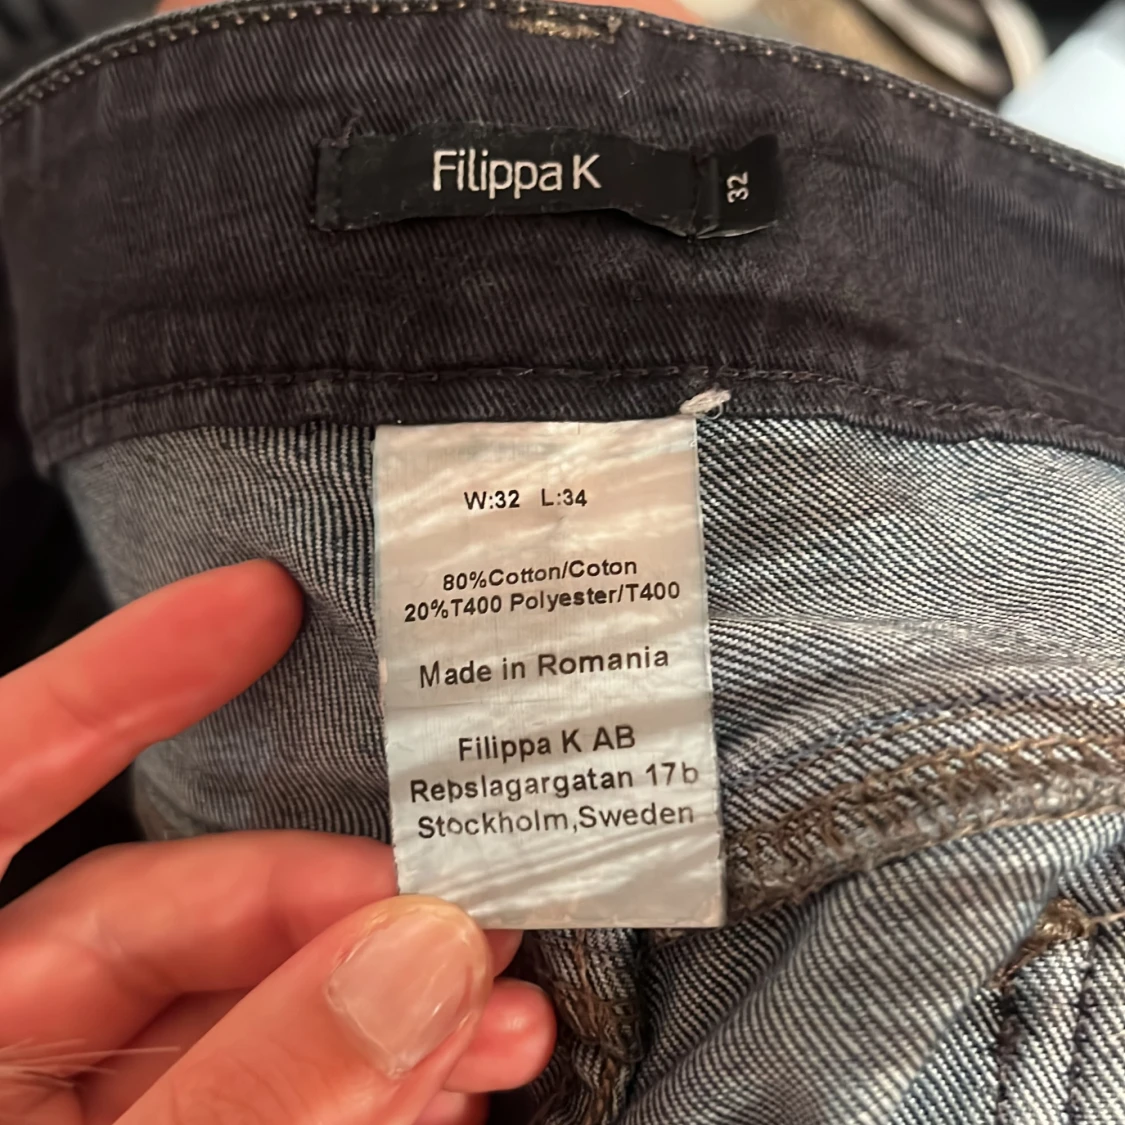 Filippa K
32
W:32 L:34
80%Cotton/Coton
20%T400 Polyester/T400
Made in Romania
Filippa K AB
Repslagargatan 17b
Stockholm,Sweden